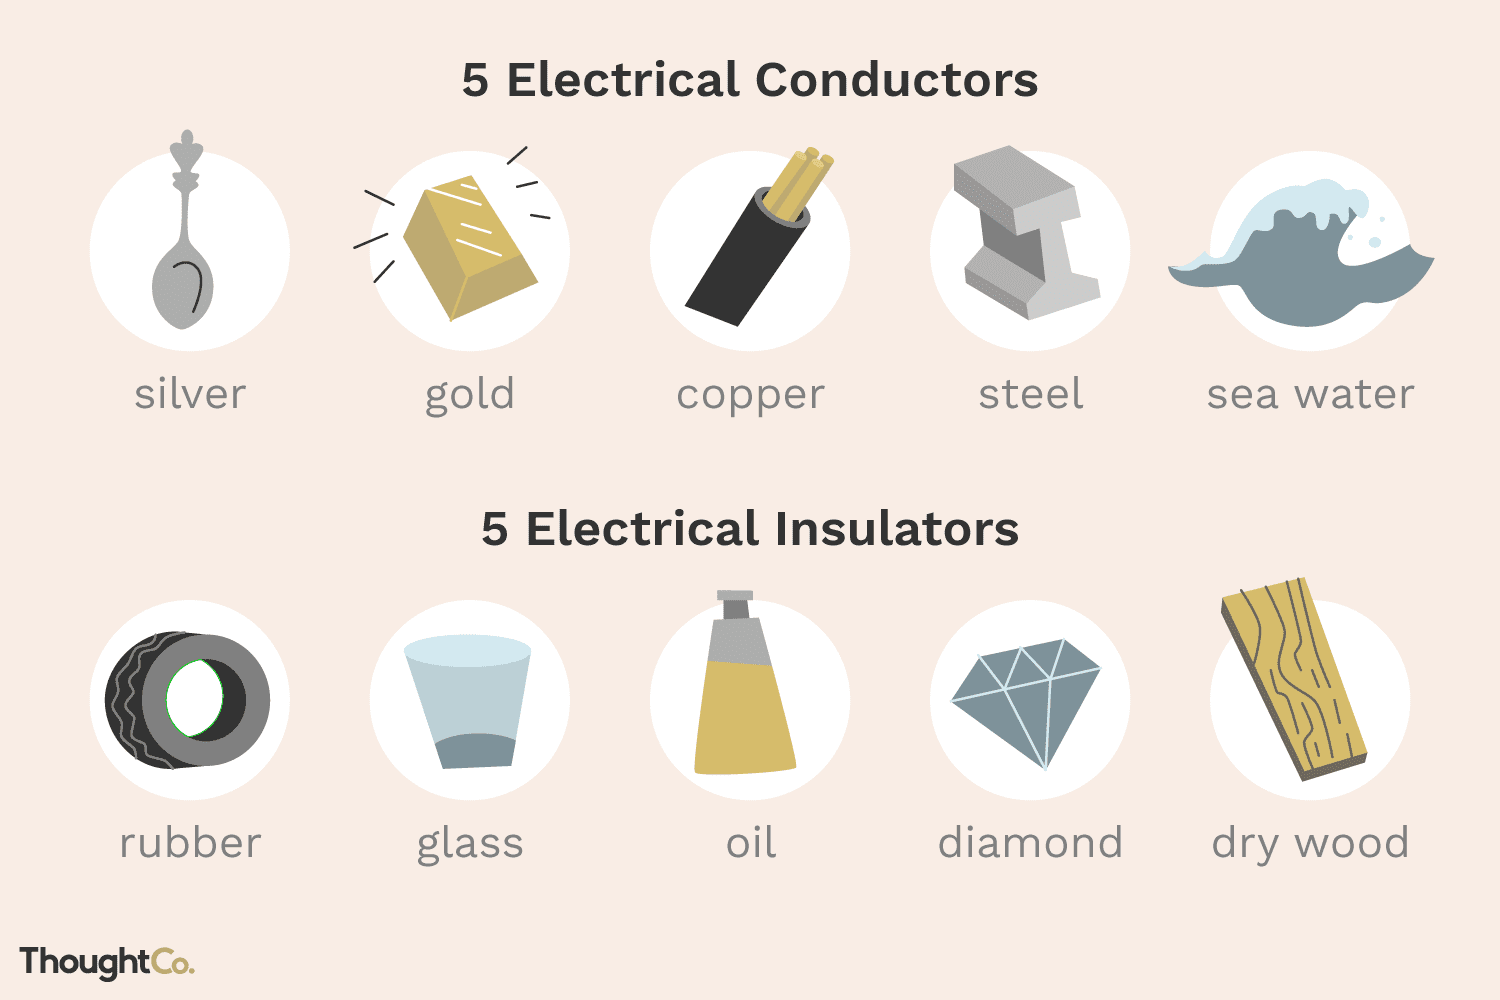 5 Electrical Conductors
silver
gold
copper
steel
sea water
5 Electrical Insulators
rubber
glass
oil
diamond
dry wood
ThoughtCo.